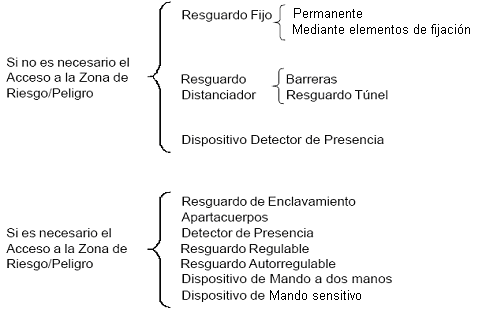 Si no es necesario el
Acceso a la Zona de
Riesgo/Peligro
Resguardo Fijo
Permanente
Mediante elementos de fijación
Resguardo
Distanciador
Barreras
Resguardo Túnel
Dispositivo Detector de Presencia
Si es necesario el
Acceso a la Zona de
Riesgo/Peligro
Resguardo de Enclavamiento
Apartacuerpos
Detector de Presencia
Resguardo Regulable
Resguardo Autorregulable
Dispositivo de Mando a dos manos
Dispositivo de Mando sensitivo